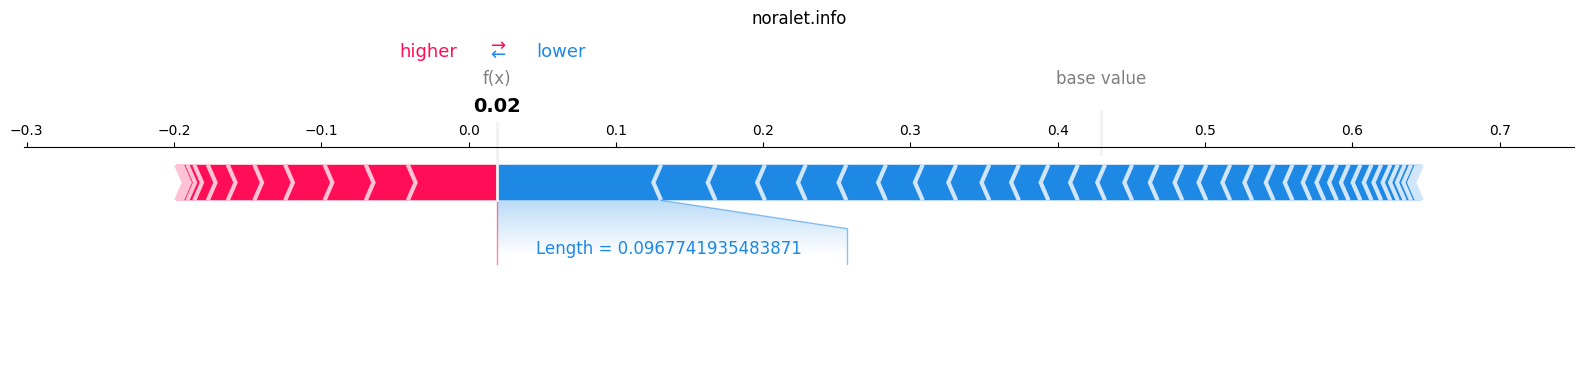 noralet.info
higher ⇄ lower
f(x) base value
0.02
−0.3 −0.2 −0.1 0.0 0.1 0.2 0.3 0.4 0.5 0.6 0.7
Length = 0.0967741935483871